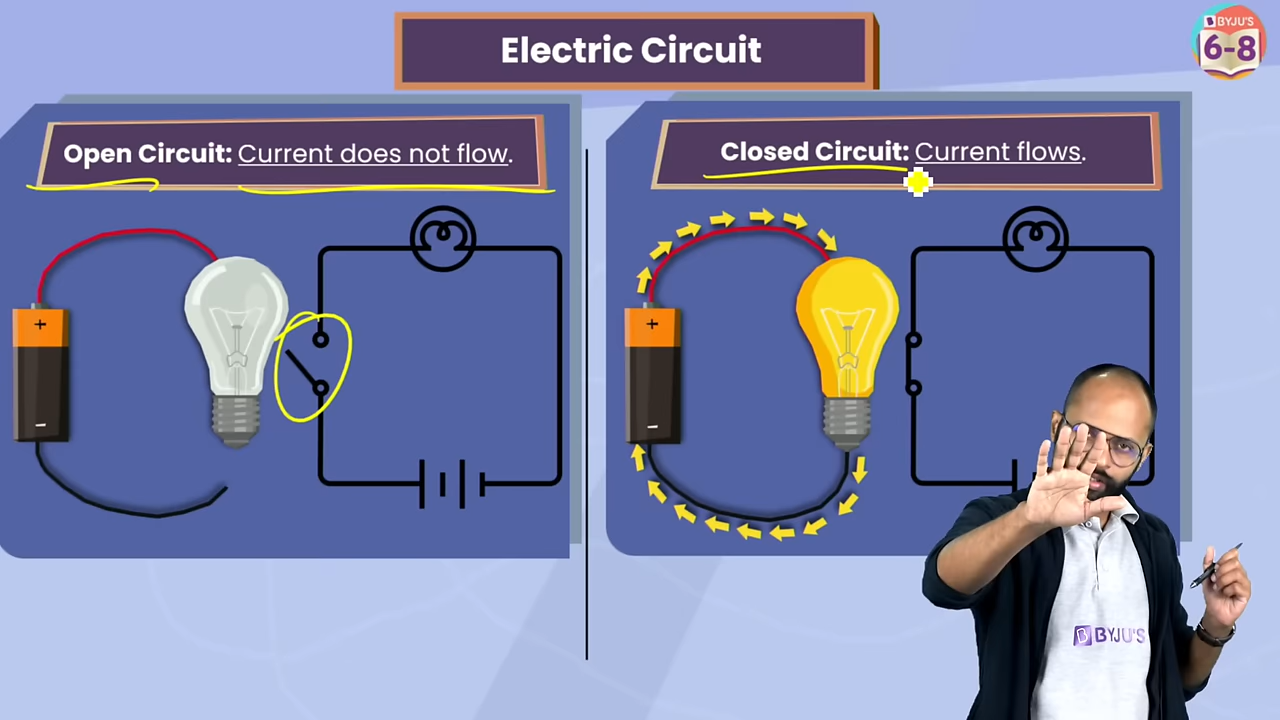 Electric Circuit
BYJU'S
6-8
Open Circuit: Current does not flow.
Closed Circuit: Current flows.
+
-
+
-
BYJU'S